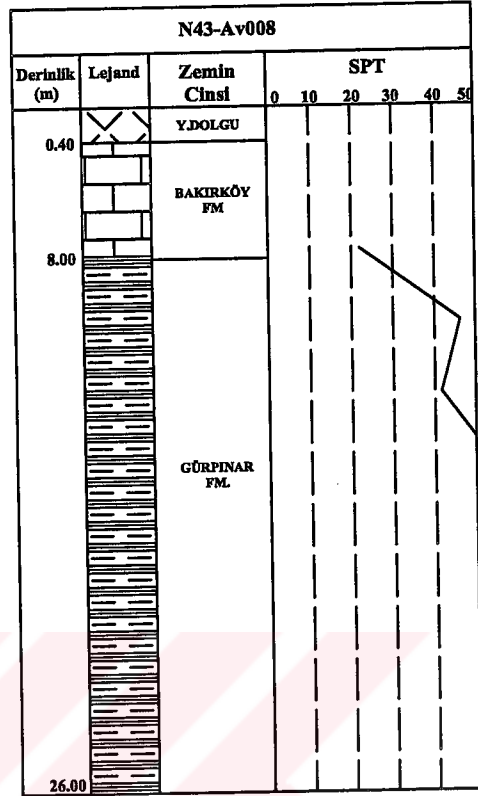 N43-Av008
Derinlik
(m)
Lejand
Zemin
Cinsi
SPT
0 10 20 30 40 50
Y.DOLGU
0.40
BAKIRKÖY
FM
8.00
GÜRPINAR
FM.
26.00